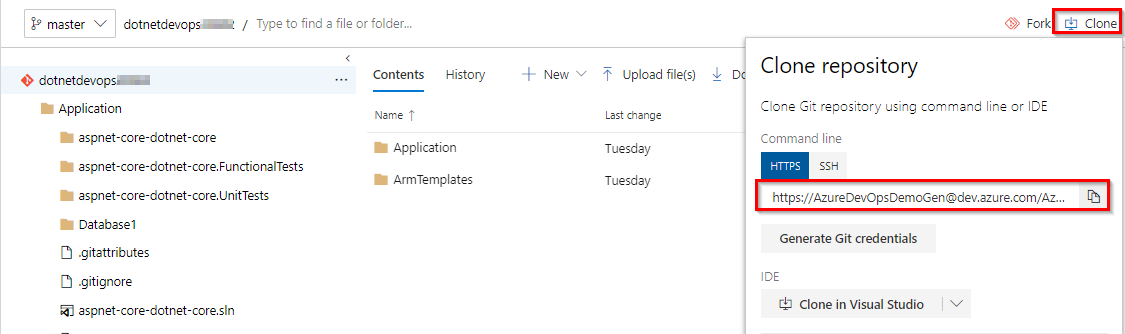 master
dotnetdevops / Type to find a file or folder...
Fork
Clone
dotnetdevops ...
Application
aspnet-core-dotnet-core
aspnet-core-dotnet-core.FunctionalTests
aspnet-core-dotnet-core.UnitTests
Database1
.gitattributes
.gitignore
aspnet-core-dotnet-core.sln
Contents History
New
Upload file(s)
Do
Name ↑ Last change
Application Tuesday
ArmTemplates Tuesday
Clone repository
Clone Git repository using command line or IDE
Command line
HTTPS SSH
https://AzureDevOpsDemoGen@dev.azure.com/Az...
Generate Git credentials
IDE
Clone in Visual Studio